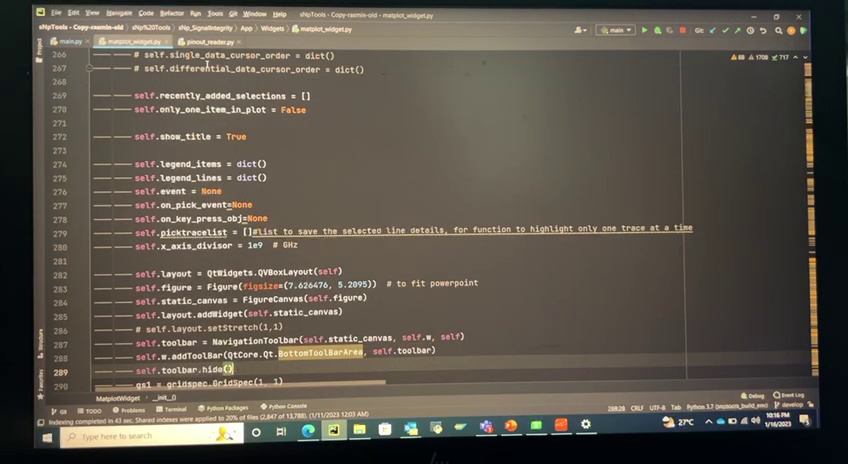 File Edit View Navigate Code Refactor Run Tools Git Window Help sNpTools - Copy-rasmin-old - matplot_widget.py
sNpTools - Copy-rasmin-old sNp%20Tools sNp_SignalIntegrity App Widgets matplot_widget.py main Git:
main.py matplot_widget.py pinout_reader.py
Project
266 # self.single_data_cursor_order = dict()
88 1708 717
267 # self.differential_data_cursor_order = dict()
268
269 self.recently_added_selections = []
270 self.only_one_item_in_plot = False
271
272 self.show_title = True
273
274 self.legend_items = dict()
275 self.legend_lines = dict()
276 self.event = None
277 self.on_pick_event=None
278 self.on_key_press_obj=None
279 self.picktracelist = []#list to save the selected line details, for function to highlight only one trace at a time
280 self.x_axis_divisor = 1e9 # GHz
281
282 self.layout = QtWidgets.QVBoxLayout(self)
283 self.figure = Figure(figsize=(7.626476, 5.2095)) # to fit powerpoint
284 self.static_canvas = FigureCanvas(self.figure)
285 self.layout.addWidget(self.static_canvas)
286 # self.layout.setStretch(1,1)
287 self.toolbar = NavigationToolbar(self.static_canvas, self.w, self)
288 self.w.addToolBar(QtCore.Qt.BottomToolBarArea, self.toolbar)
289 self.toolbar.hide()
290 gs1 = gridspec.GridSpec(1, 1)
Structure
Favorites
MatplotWidget __init__()
Git TODO Problems Terminal Python Packages Python Console Debug Event Log
Indexing completed in 43 sec. Shared indexes were applied to 20% of files (2,847 of 13,788). (1/11/2023 12:03 AM) CRLF UTF-8 Tab Python 3.7 develop
Type here to search 27°C 10:16 PM
1/16/2023